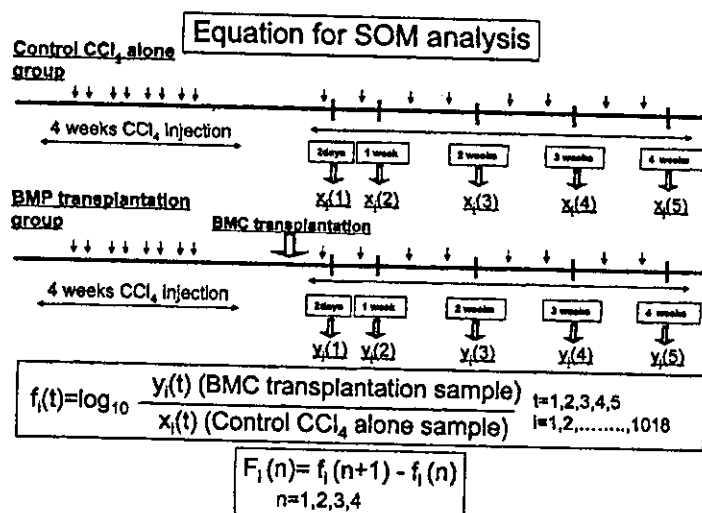 Equation for SOM analysis
Control CCl₄ alone
group
4 weeks CCl₄ injection
2days
1 week
2 weeks
3 weeks
4 weeks
xᵢ(1)
xᵢ(2)
xᵢ(3)
xᵢ(4)
xᵢ(5)
BMP transplantation
group
BMC transplantation
4 weeks CCl₄ injection
2days
1 week
2 weeks
3 weeks
4 weeks
yᵢ(1)
yᵢ(2)
yᵢ(3)
yᵢ(4)
yᵢ(5)
fᵢ(t)=log₁₀ yᵢ(t) (BMC transplantation sample) t=1,2,3,4,5
xᵢ(t) (Control CCl₄ alone sample) i=1,2,........,1018
Fᵢ(n)= fᵢ(n+1) - fᵢ(n)
n=1,2,3,4